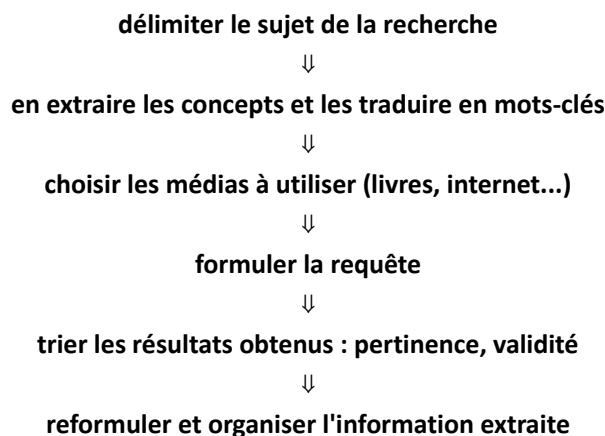 délimiter le sujet de la recherche
⇓
en extraire les concepts et les traduire en mots-clés
⇓
choisir les médias à utiliser (livres, internet...)
⇓
formuler la requête
⇓
trier les résultats obtenus : pertinence, validité
⇓
reformuler et organiser l'information extraite